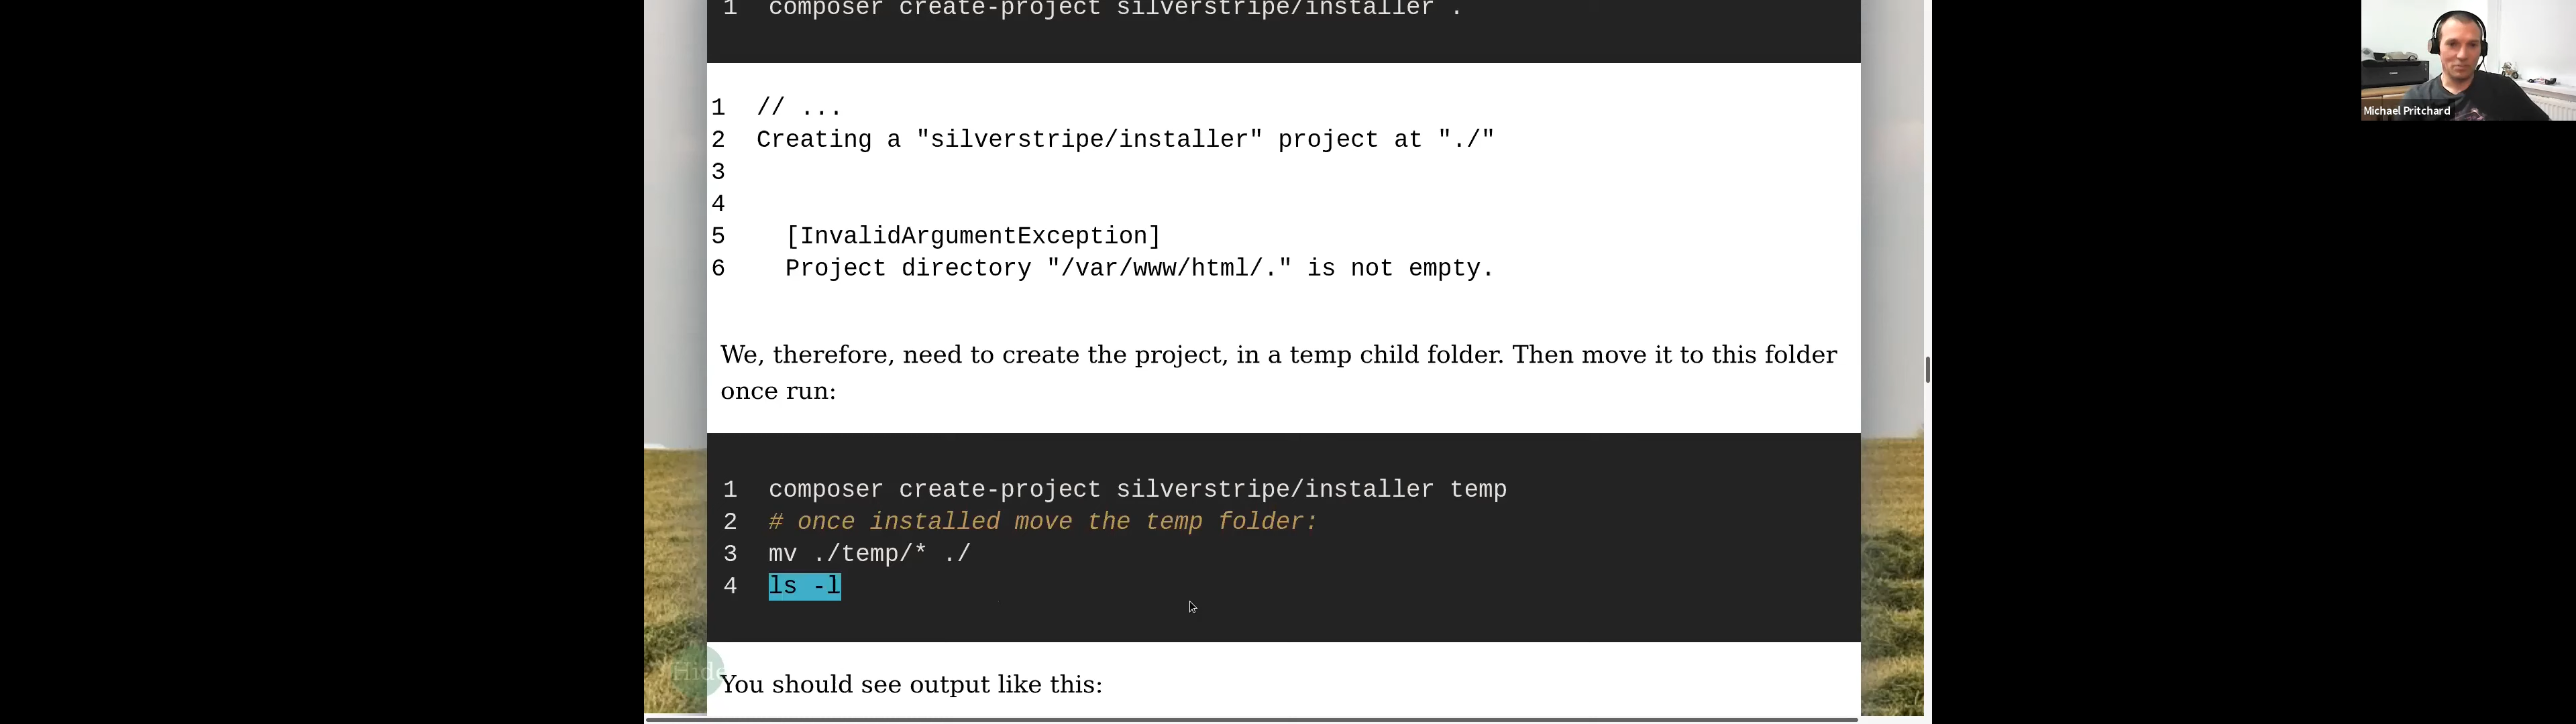 1 composer create-project silverstripe/installer .
1 // ...
2 Creating a "silverstripe/installer" project at "./"
3
4
5 [InvalidArgumentException]
6 Project directory "/var/www/html/." is not empty.
We, therefore, need to create the project, in a temp child folder. Then move it to this folder
once run:
1 composer create-project silverstripe/installer temp
2 # once installed move the temp folder:
3 mv ./temp/* ./
4 ls -l
Hide
You should see output like this:
Michael Pritchard